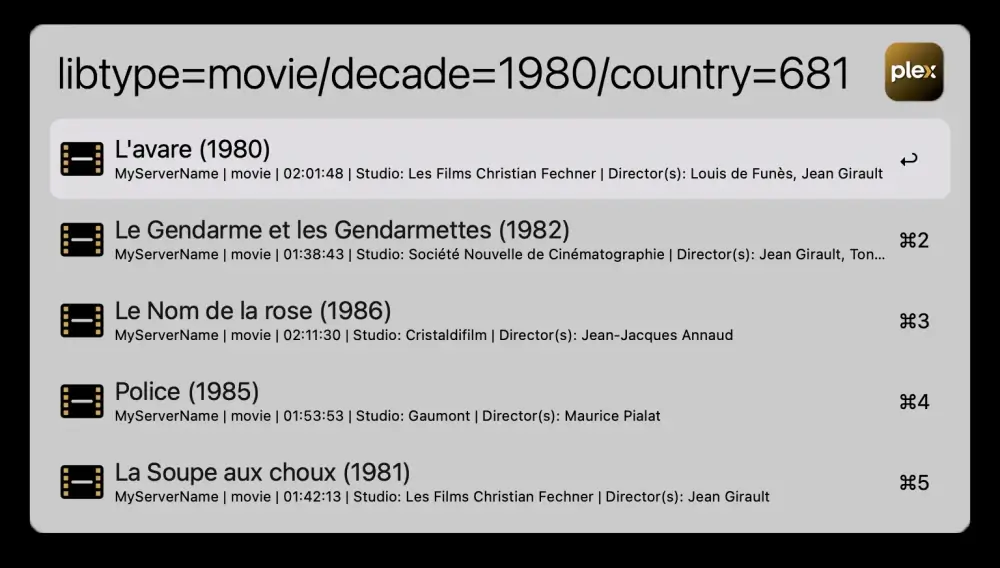 libtype=movie/decade=1980/country=681
plex
L'avare (1980)
MyServerName | movie | 02:01:48 | Studio: Les Films Christian Fechner | Director(s): Louis de Funès, Jean Girault
↩
Le Gendarme et les Gendarmettes (1982)
MyServerName | movie | 01:38:43 | Studio: Société Nouvelle de Cinématographie | Director(s): Jean Girault, Ton...
⌘2
Le Nom de la rose (1986)
MyServerName | movie | 02:11:30 | Studio: Cristaldifilm | Director(s): Jean-Jacques Annaud
⌘3
Police (1985)
MyServerName | movie | 01:53:53 | Studio: Gaumont | Director(s): Maurice Pialat
⌘4
La Soupe aux choux (1981)
MyServerName | movie | 01:42:13 | Studio: Les Films Christian Fechner | Director(s): Jean Girault
⌘5